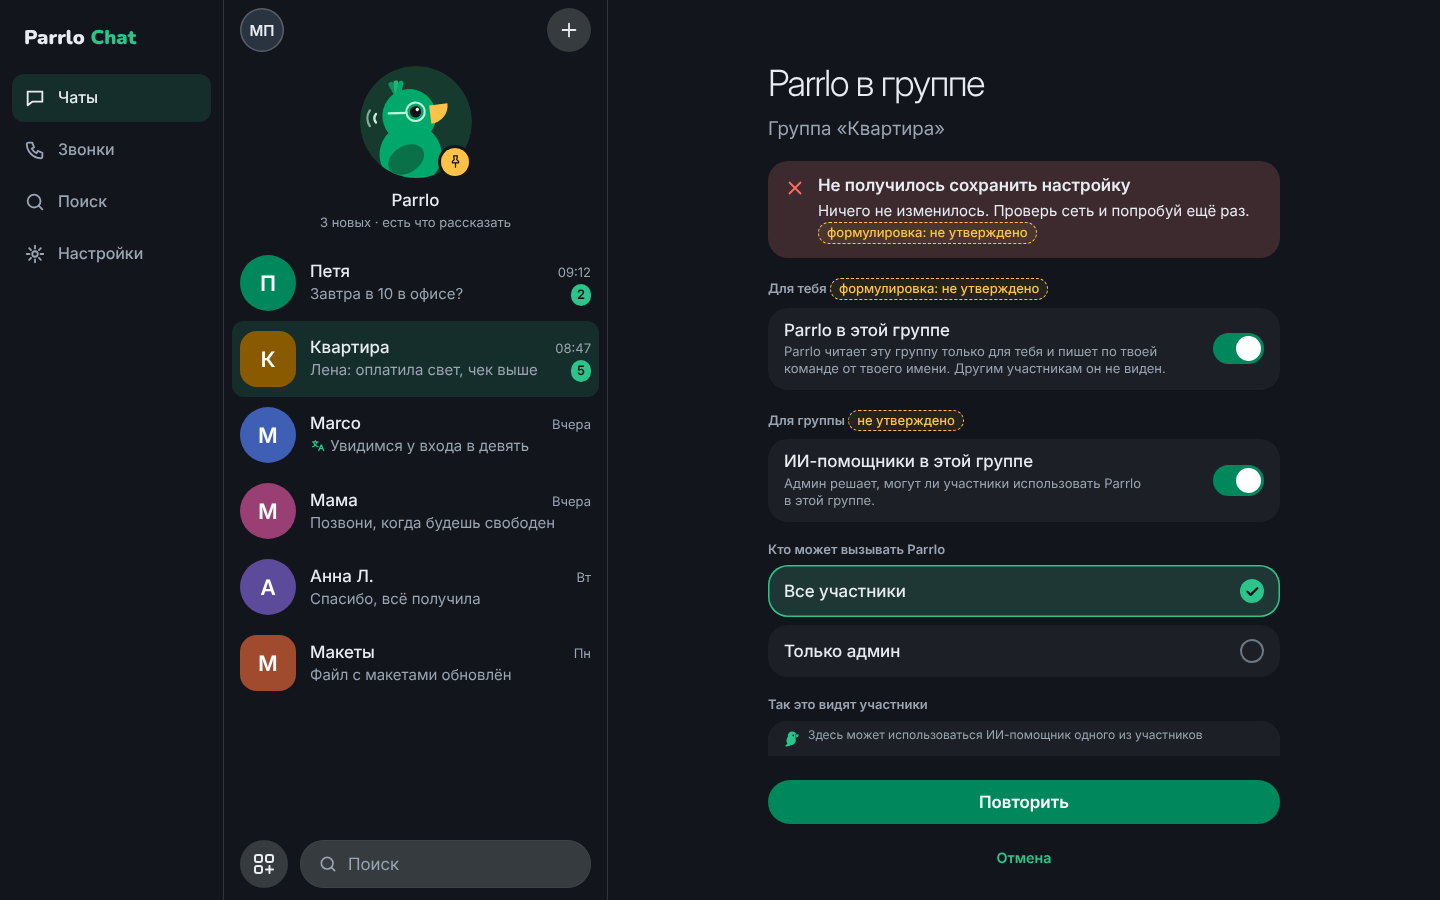 Parrlo Chat
Чаты
Звонки
Поиск
Настройки
МП
Parrlo
3 новых · есть что рассказать
П
Петя
09:12
Завтра в 10 в офисе?
2
К
Квартира
08:47
Лена: оплатила свет, чек выше
5
М
Marco
Вчера
Увидимся у входа в девять
М
Мама
Вчера
Позвони, когда будешь свободен
А
Анна Л.
Вт
Спасибо, всё получила
М
Макеты
Пн
Файл с макетами обновлён
Поиск
Parrlo в группе
Группа «Квартира»
Не получилось сохранить настройку
Ничего не изменилось. Проверь сеть и попробуй ещё раз.
формулировка: не утверждено
Для тебя формулировка: не утверждено
Parrlo в этой группе
Parrlo читает эту группу только для тебя и пишет по твоей
команде от твоего имени. Другим участникам он не виден.
Для группы не утверждено
ИИ-помощники в этой группе
Админ решает, могут ли участники использовать Parrlo
в этой группе.
Кто может вызывать Parrlo
Все участники
Только админ
Так это видят участники
Здесь может использоваться ИИ-помощник одного из участников
Повторить
Отмена